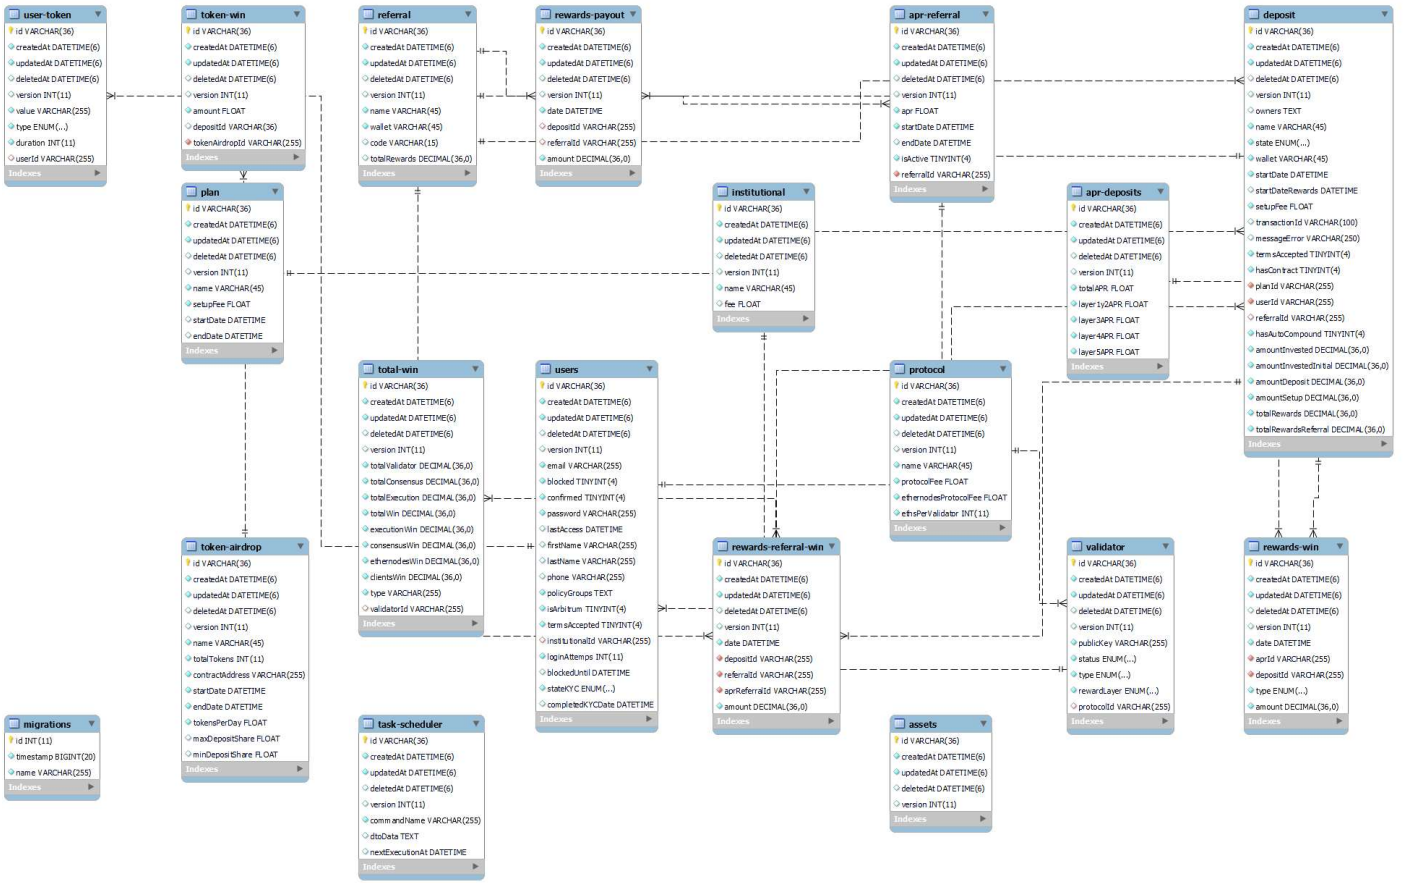 user-token
id VARCHAR(36)
createdAt DATETIME(6)
updatedAt DATETIME(6)
deletedAt DATETIME(6)
version INT(11)
value VARCHAR(255)
type ENUM(...)
duration INT(11)
userId VARCHAR(255)
Indexes
token-win
id VARCHAR(36)
createdAt DATETIME(6)
updatedAt DATETIME(6)
deletedAt DATETIME(6)
version INT(11)
amount FLOAT
depositId VARCHAR(36)
tokenAirdropId VARCHAR(255)
Indexes
referral
id VARCHAR(36)
createdAt DATETIME(6)
updatedAt DATETIME(6)
deletedAt DATETIME(6)
version INT(11)
name VARCHAR(45)
wallet VARCHAR(45)
code VARCHAR(15)
totalRewards DECIMAL(36,0)
Indexes
rewards-payout
id VARCHAR(36)
createdAt DATETIME(6)
updatedAt DATETIME(6)
deletedAt DATETIME(6)
version INT(11)
date DATETIME
depositId VARCHAR(255)
referralId VARCHAR(255)
amount DECIMAL(36,0)
Indexes
apr-referral
id VARCHAR(36)
createdAt DATETIME(6)
updatedAt DATETIME(6)
deletedAt DATETIME(6)
version INT(11)
apr FLOAT
startDate DATETIME
endDate DATETIME
isActive TINYINT(4)
referralId VARCHAR(255)
Indexes
deposit
id VARCHAR(36)
createdAt DATETIME(6)
updatedAt DATETIME(6)
deletedAt DATETIME(6)
version INT(11)
owners TEXT
name VARCHAR(45)
state ENUM(...)
wallet VARCHAR(45)
startDate DATETIME
startDateRewards DATETIME
setupFee FLOAT
transactionId VARCHAR(100)
messageError VARCHAR(250)
termsAccepted TINYINT(4)
hasContract TINYINT(4)
planId VARCHAR(255)
userId VARCHAR(255)
referralId VARCHAR(255)
hasAutoCompound TINYINT(4)
amountInvested DECIMAL(36,0)
amountInvestedInitial DECIMAL(36,0)
amountDeposit DECIMAL(36,0)
amountSetup DECIMAL(36,0)
totalRewards DECIMAL(36,0)
totalRewardsReferral DECIMAL(36,0)
Indexes
plan
id VARCHAR(36)
createdAt DATETIME(6)
updatedAt DATETIME(6)
deletedAt DATETIME(6)
version INT(11)
name VARCHAR(45)
setupFee FLOAT
startDate DATETIME
endDate DATETIME
Indexes
institutional
id VARCHAR(36)
createdAt DATETIME(6)
updatedAt DATETIME(6)
deletedAt DATETIME(6)
version INT(11)
name VARCHAR(45)
fee FLOAT
Indexes
apr-deposits
id VARCHAR(36)
createdAt DATETIME(6)
updatedAt DATETIME(6)
deletedAt DATETIME(6)
version INT(11)
totalAPR FLOAT
layer1y2APR FLOAT
layer3APR FLOAT
layer4APR FLOAT
layer5APR FLOAT
Indexes
total-win
id VARCHAR(36)
createdAt DATETIME(6)
updatedAt DATETIME(6)
deletedAt DATETIME(6)
version INT(11)
totalValidator DECIMAL(36,0)
totalConsensus DECIMAL(36,0)
totalExecution DECIMAL(36,0)
totalWin DECIMAL(36,0)
executionWin DECIMAL(36,0)
consensusWin DECIMAL(36,0)
ethernodesWin DECIMAL(36,0)
clientsWin DECIMAL(36,0)
type VARCHAR(255)
validatorId VARCHAR(255)
Indexes
users
id VARCHAR(36)
createdAt DATETIME(6)
updatedAt DATETIME(6)
deletedAt DATETIME(6)
version INT(11)
email VARCHAR(255)
blocked TINYINT(4)
confirmed TINYINT(4)
password VARCHAR(255)
lastAccess DATETIME
firstName VARCHAR(255)
lastName VARCHAR(255)
phone VARCHAR(255)
policyGroups TEXT
isArbitrum TINYINT(4)
termsAccepted TINYINT(4)
institutionalId VARCHAR(255)
loginAttemps INT(11)
blockedUntil DATETIME
stateKYC ENUM(...)
completedKYCDate DATETIME
Indexes
protocol
id VARCHAR(36)
createdAt DATETIME(6)
updatedAt DATETIME(6)
deletedAt DATETIME(6)
version INT(11)
name VARCHAR(45)
protocolFee FLOAT
ethernodesProtocolFee FLOAT
ethsPerValidator INT(11)
Indexes
token-airdrop
id VARCHAR(36)
createdAt DATETIME(6)
updatedAt DATETIME(6)
deletedAt DATETIME(6)
version INT(11)
name VARCHAR(45)
totalTokens INT(11)
contractAddress VARCHAR(255)
startDate DATETIME
endDate DATETIME
tokensPerDay FLOAT
maxDepositShare FLOAT
minDepositShare FLOAT
Indexes
rewards-referral-win
id VARCHAR(36)
createdAt DATETIME(6)
updatedAt DATETIME(6)
deletedAt DATETIME(6)
version INT(11)
date DATETIME
depositId VARCHAR(255)
referralId VARCHAR(255)
aprReferralId VARCHAR(255)
amount DECIMAL(36,0)
Indexes
validator
id VARCHAR(36)
createdAt DATETIME(6)
updatedAt DATETIME(6)
deletedAt DATETIME(6)
version INT(11)
publicKey VARCHAR(255)
status ENUM(...)
type ENUM(...)
rewardLayer ENUM(...)
protocolId VARCHAR(255)
Indexes
rewards-win
id VARCHAR(36)
createdAt DATETIME(6)
updatedAt DATETIME(6)
deletedAt DATETIME(6)
version INT(11)
date DATETIME
aprId VARCHAR(255)
depositId VARCHAR(255)
type ENUM(...)
amount DECIMAL(36,0)
Indexes
migrations
id INT(11)
timestamp BIGINT(20)
name VARCHAR(255)
Indexes
task-scheduler
id VARCHAR(36)
createdAt DATETIME(6)
updatedAt DATETIME(6)
deletedAt DATETIME(6)
version INT(11)
commandName VARCHAR(255)
dtoData TEXT
nextExecutionAt DATETIME
Indexes
assets
id VARCHAR(36)
createdAt DATETIME(6)
updatedAt DATETIME(6)
deletedAt DATETIME(6)
version INT(11)
Indexes